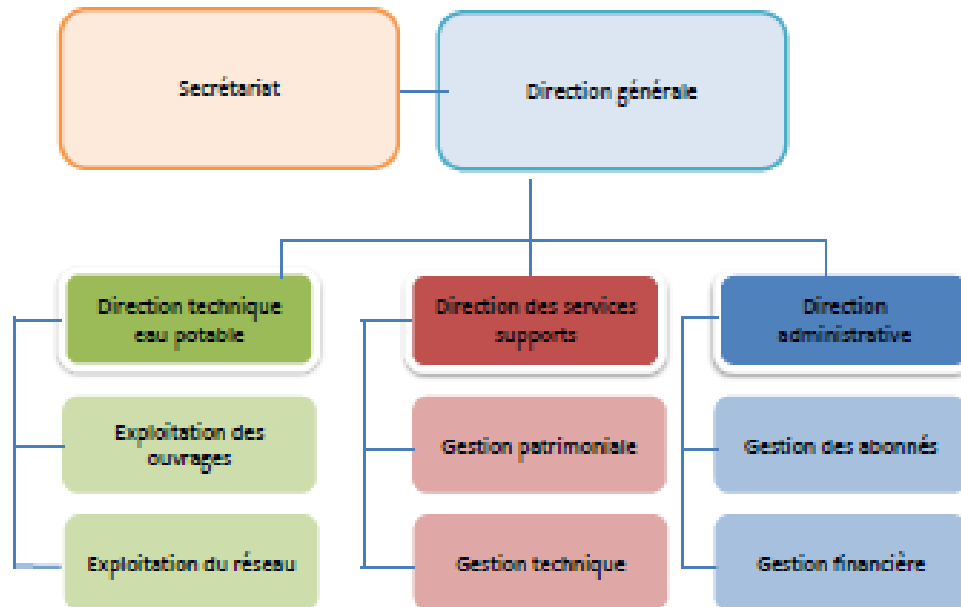 Secrétariat
Direction générale
Direction technique
eau potable
Direction des services
supports
Direction
administrative
Exploitation des
ouvrages
Gestion patrimoniale
Gestion des abonnés
Exploitation du réseau
Gestion technique
Gestion financière